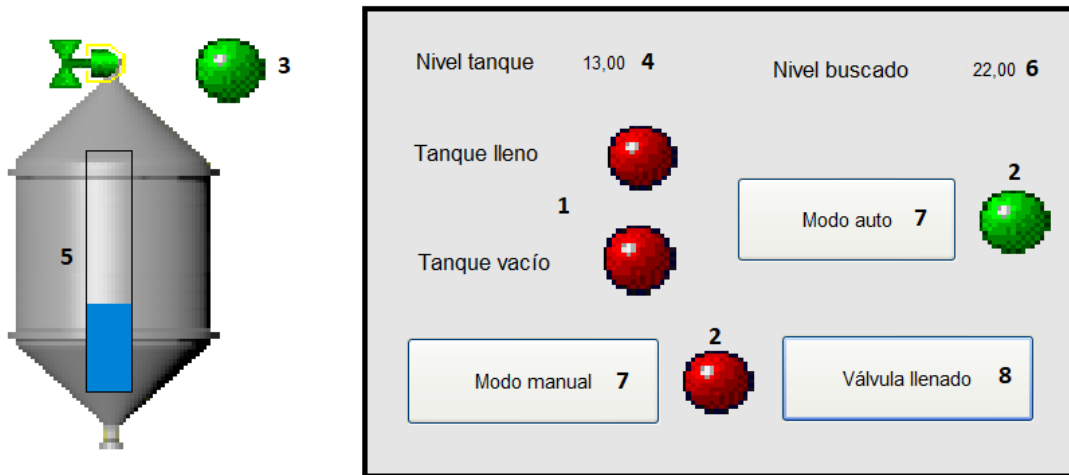 3
5
Nivel tanque 13,00 4
Nivel buscado 22,00 6
Tanque lleno
1
Tanque vacío
2
Modo auto 7
2
Modo manual 7
Válvula llenado 8